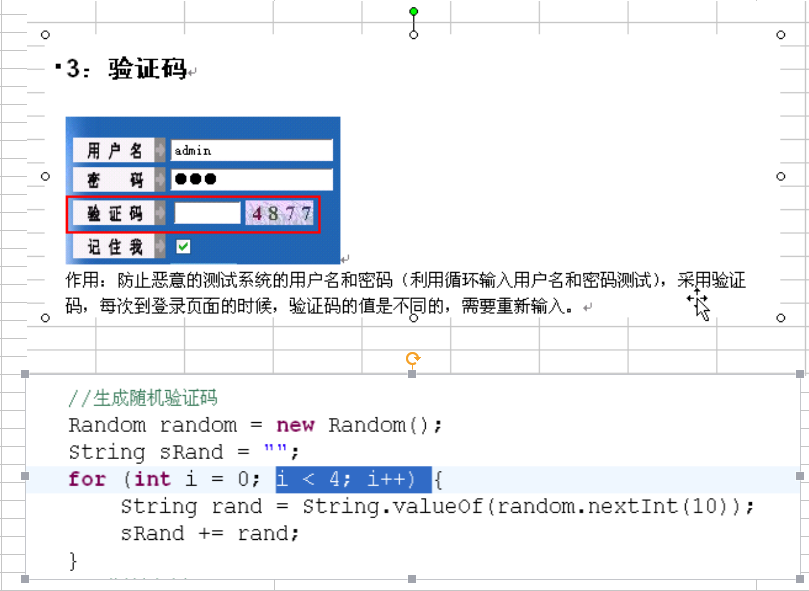 3：验证码
用户名 admin
密 码
验证码 4877
记住我
作用：防止恶意的测试系统的用户名和密码（利用循环输入用户名和密码测试），采用验证
码，每次到登录页面的时候，验证码的值是不同的，需要重新输入。
//生成随机验证码
Random random = new Random();
String sRand = "";
for (int i = 0; i < 4; i++) {
String rand = String.valueOf(random.nextInt(10));
sRand += rand;
}